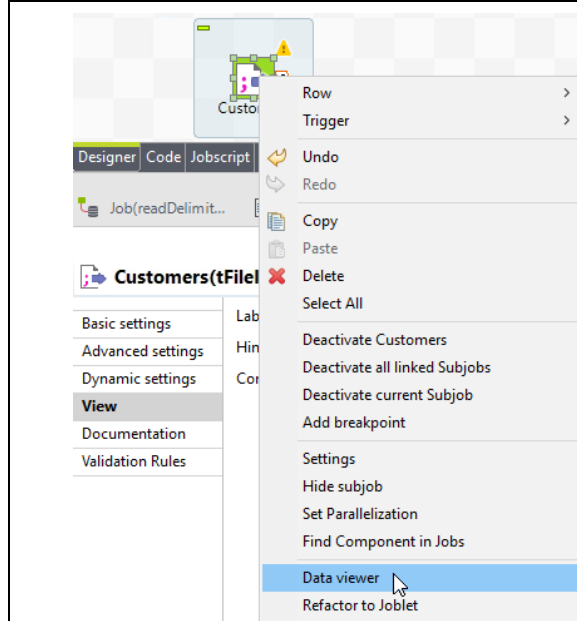 Custo
Designer Code Jobscript
Job(readDelimit...
Customers(tFileI
Basic settings
Advanced settings
Dynamic settings
View
Documentation
Validation Rules
Lab
Hin
Row
Trigger
Undo
Redo
Copy
Paste
Delete
Select All
Deactivate Customers
Deactivate all linked Subjobs
Deactivate current Subjob
Add breakpoint
Settings
Hide subjob
Set Parallelization
Find Component in Jobs
Data viewer
Refactor to Joblet